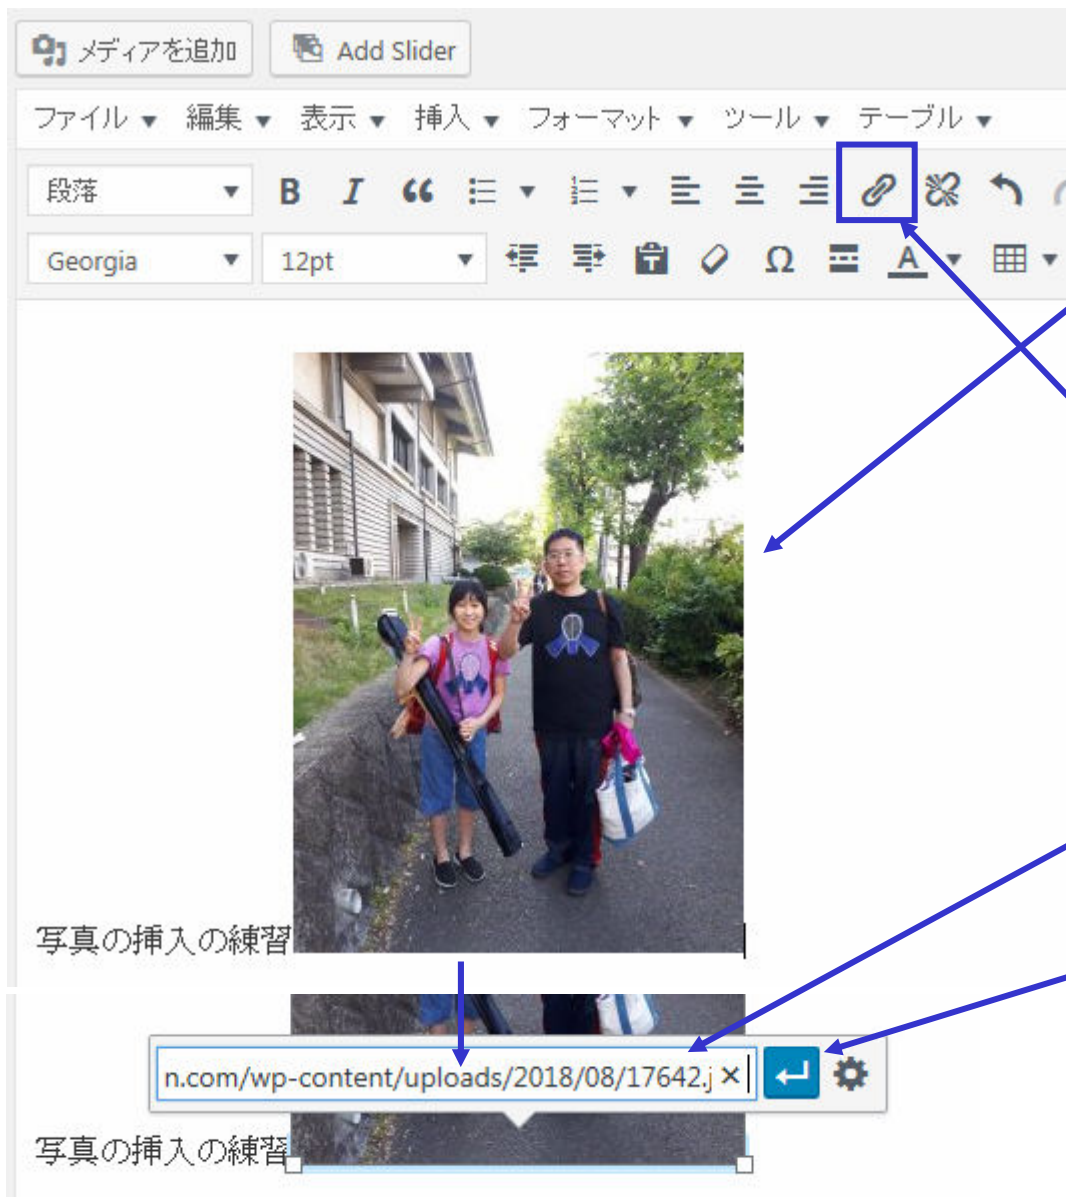 メディアを追加 Add Slider
ファイル 編集 表示 挿入 フォーマット ツール テーブル
段落 B I
Georgia 12pt T Ω A
写真の挿入の練習
n.com/wp-content/uploads/2018/08/17642.j ×
写真の挿入の練習